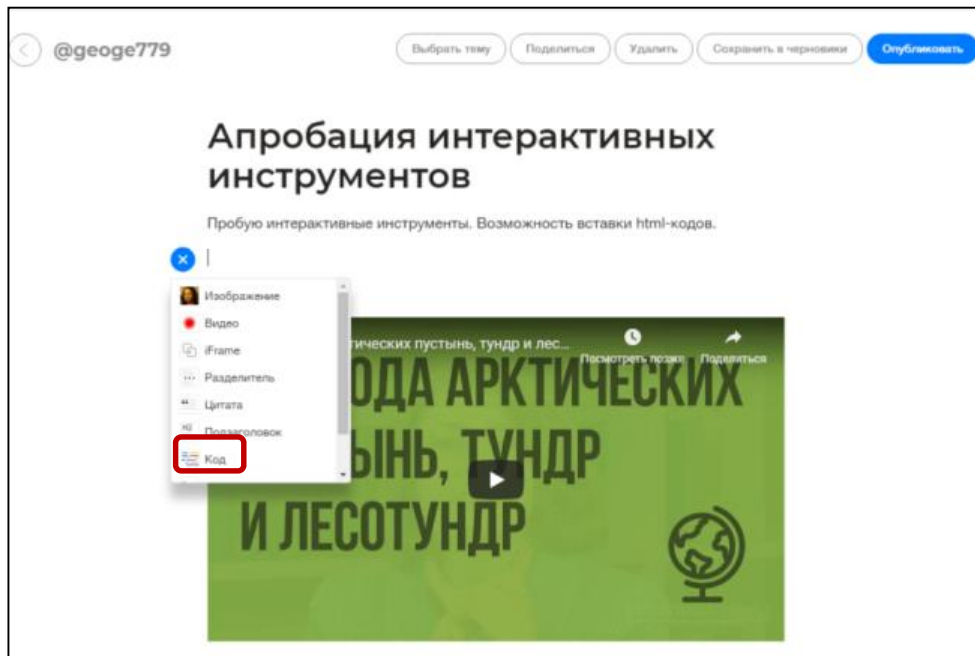 @geoge779
Выбрать тему
Поделиться
Удалить
Сохранить в черновики
Опубликовать
Апробация интерактивных
инструментов
Пробую интерактивные инструменты. Возможность вставки html-кодов.
Изображение
Видео
iFrame
Разделитель
Цитата
H2 Подзаголовок
Код
тических пустынь, тундр и лес...
Посмотреть позже
Поделиться
ОДА АРКТИЧЕСКИХ
ЫНЬ, ТУНДР
И ЛЕСОТУНДР